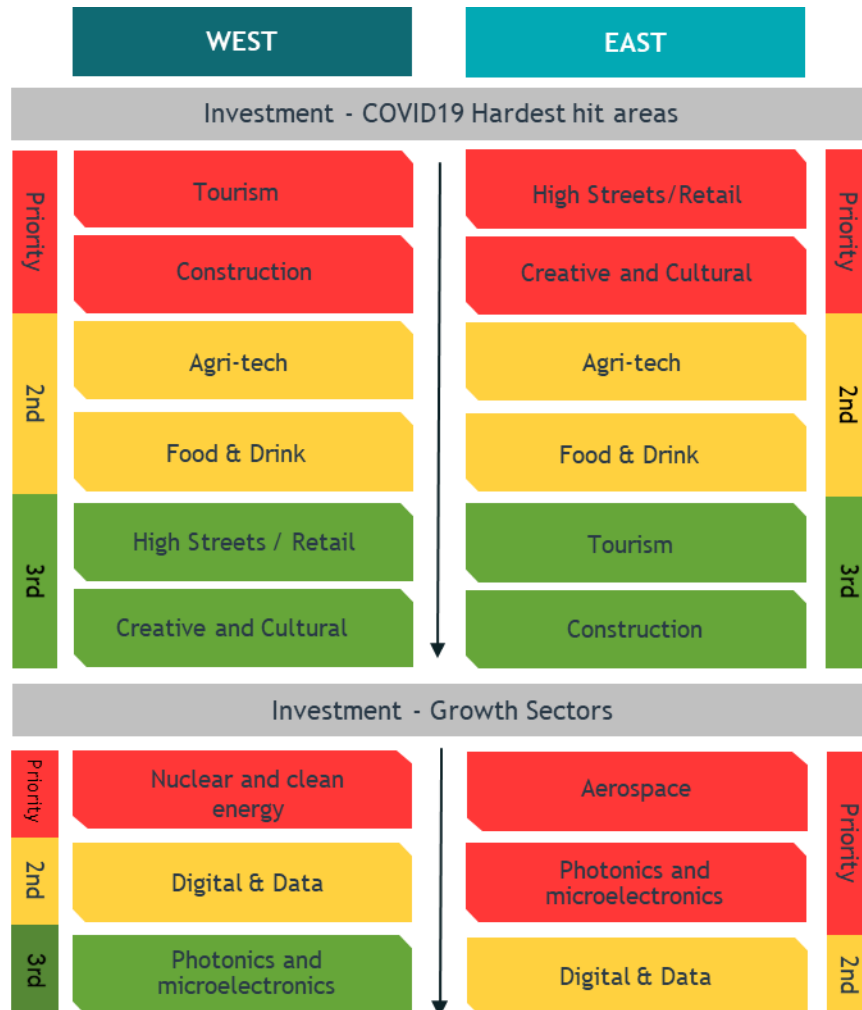 WEST
EAST
Investment - COVID19 Hardest hit areas
Priority
Tourism
High Streets/Retail
Priority
Construction
Creative and Cultural
2nd
Agri-tech
Agri-tech
2nd
Food & Drink
Food & Drink
3rd
High Streets / Retail
Tourism
3rd
Creative and Cultural
Construction
Investment - Growth Sectors
Priority
Nuclear and clean
energy
Aerospace
Priority
2nd
Digital & Data
Photonics and
microelectronics
3rd
Photonics and
microelectronics
Digital & Data
2nd